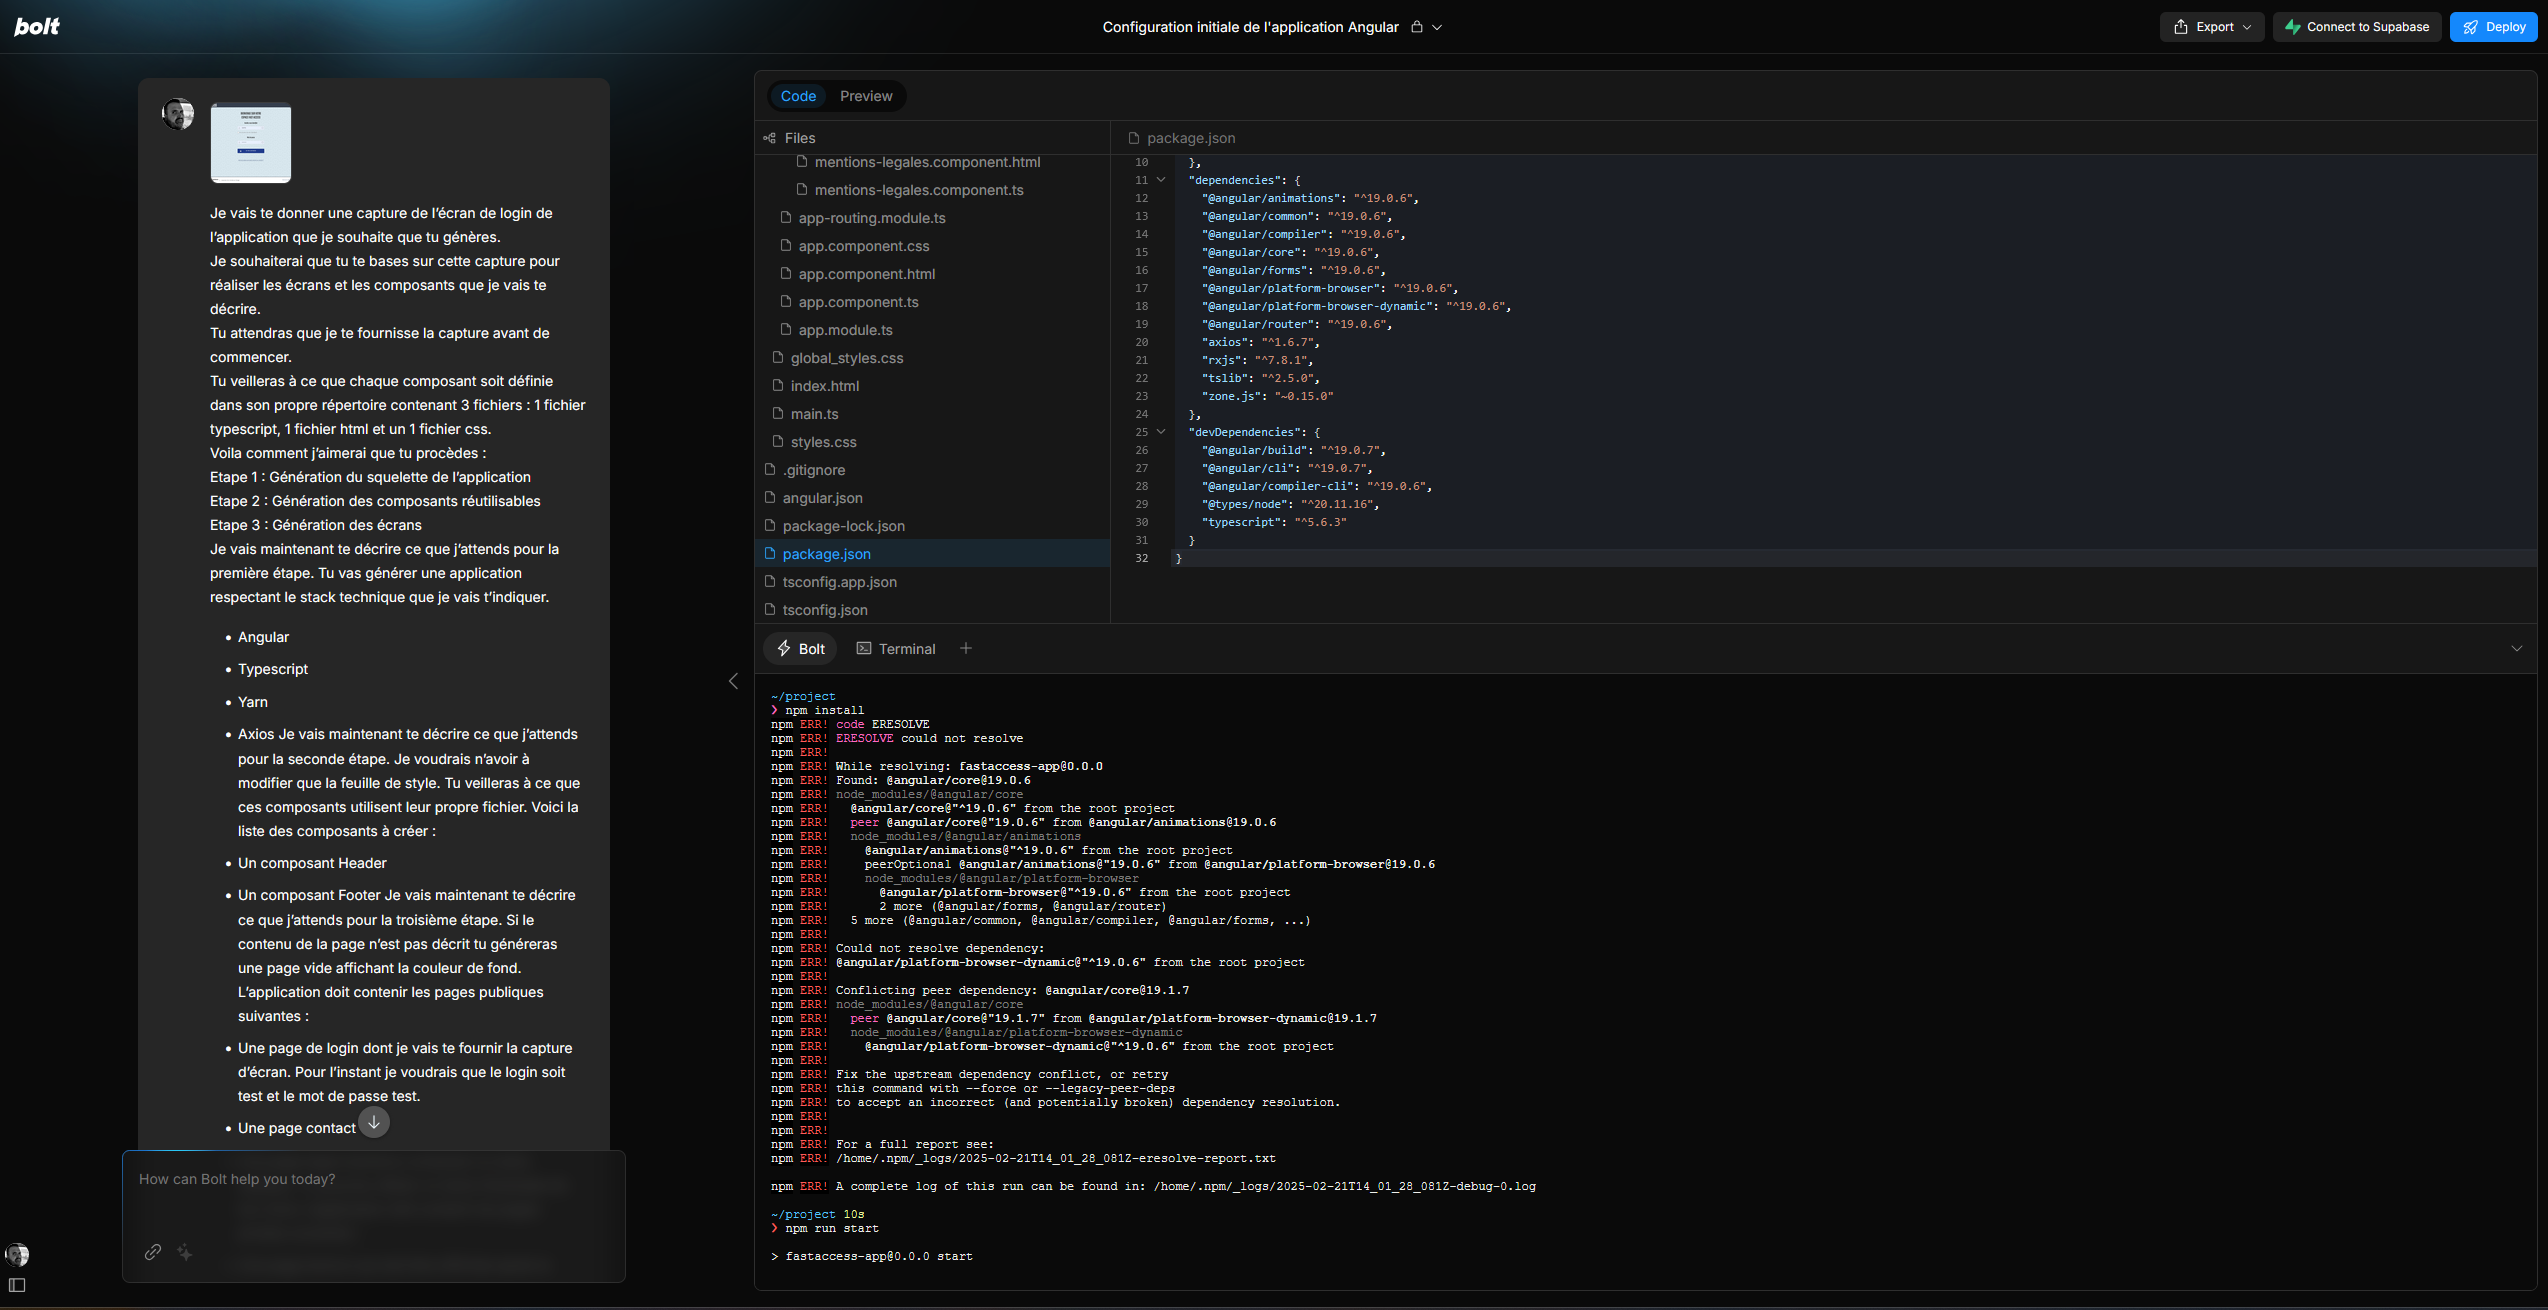 bolt
Configuration initiale de l'application Angular
Export
Connect to Supabase
Deploy
Je vais te donner une capture de l'écran de login de
l'application que je souhaite que tu génères.
Je souhaiterai que tu te bases sur cette capture pour
réaliser les écrans et les composants que je vais te
décrire.
Tu attendras que je te fournisse la capture avant de
commencer.
Tu veilleras à ce que chaque composant soit définie
dans son propre répertoire contenant 3 fichiers : 1 fichier
typescript, 1 fichier html et un 1 fichier css.
Voila comment j'aimerai que tu procèdes :
Etape 1 : Génération du squelette de l'application
Etape 2 : Génération des composants réutilisables
Etape 3 : Génération des écrans
Je vais maintenant te décrire ce que j'attends pour la
première étape. Tu vas générer une application
respectant le stack technique que je vais t'indiquer.
• Angular
• Typescript
• Yarn
• Axios Je vais maintenant te décrire ce que j'attends
pour la seconde étape. Je voudrais n'avoir à
modifier que la feuille de style. Tu veilleras à ce que
ces composants utilisent leur propre fichier. Voici la
liste des composants à créer :
• Un composant Header
• Un composant Footer Je vais maintenant te décrire
ce que j'attends pour la troisième étape. Si le
contenu de la page n'est pas décrit tu généreras
une page vide affichant la couleur de fond.
L'application doit contenir les pages publiques
suivantes :
• Une page de login dont je vais te fournir la capture
d'écran. Pour l'instant je voudrais que le login soit
test et le mot de passe test.
• Une page contact
How can Bolt help you today?
Code
Preview
Files
mentions-legales.component.html
mentions-legales.component.ts
app-routing.module.ts
app.component.css
app.component.html
app.component.ts
app.module.ts
global_styles.css
index.html
main.ts
styles.css
.gitignore
angular.json
package-lock.json
package.json
tsconfig.app.json
tsconfig.json
package.json
10 },
11 "dependencies": {
12 "@angular/animations": "^19.0.6",
13 "@angular/common": "^19.0.6",
14 "@angular/compiler": "^19.0.6",
15 "@angular/core": "^19.0.6",
16 "@angular/forms": "^19.0.6",
17 "@angular/platform-browser": "^19.0.6",
18 "@angular/platform-browser-dynamic": "^19.0.6",
19 "@angular/router": "^19.0.6",
20 "axios": "^1.6.7",
21 "rxjs": "^7.8.1",
22 "tslib": "^2.5.0",
23 "zone.js": "~0.15.0"
24 },
25 "devDependencies": {
26 "@angular/build": "^19.0.7",
27 "@angular/cli": "^19.0.7",
28 "@angular/compiler-cli": "^19.0.6",
29 "@types/node": "^20.11.16",
30 "typescript": "^5.6.3"
31 }
32 }
Bolt
Terminal
~/project
❯ npm install
npm ERR! code ERESOLVE
npm ERR! ERESOLVE could not resolve
npm ERR!
npm ERR! While resolving: fastaccess-app@0.0.0
npm ERR! Found: @angular/core@19.0.6
npm ERR! node_modules/@angular/core
npm ERR!   @angular/core@"^19.0.6" from the root project
npm ERR!   peer @angular/core@"19.0.6" from @angular/animations@19.0.6
npm ERR!   node_modules/@angular/animations
npm ERR!     @angular/animations@"^19.0.6" from the root project
npm ERR!     peerOptional @angular/animations@"19.0.6" from @angular/platform-browser@19.0.6
npm ERR!     node_modules/@angular/platform-browser
npm ERR!       @angular/platform-browser@"^19.0.6" from the root project
npm ERR!       2 more (@angular/forms, @angular/router)
npm ERR!   5 more (@angular/common, @angular/compiler, @angular/forms, ...)
npm ERR!
npm ERR! Could not resolve dependency:
npm ERR! @angular/platform-browser-dynamic@"^19.0.6" from the root project
npm ERR!
npm ERR! Conflicting peer dependency: @angular/core@19.1.7
npm ERR! node_modules/@angular/core
npm ERR!   peer @angular/core@"19.1.7" from @angular/platform-browser-dynamic@19.1.7
npm ERR!   node_modules/@angular/platform-browser-dynamic
npm ERR!     @angular/platform-browser-dynamic@"^19.0.6" from the root project
npm ERR!
npm ERR! Fix the upstream dependency conflict, or retry
npm ERR! this command with --force or --legacy-peer-deps
npm ERR! to accept an incorrect (and potentially broken) dependency resolution.
npm ERR!
npm ERR!
npm ERR! For a full report see:
npm ERR! /home/.npm/_logs/2025-02-21T14_01_28_081Z-eresolve-report.txt
npm ERR! A complete log of this run can be found in: /home/.npm/_logs/2025-02-21T14_01_28_081Z-debug-0.log
~/project 10s
❯ npm run start
> fastaccess-app@0.0.0 start